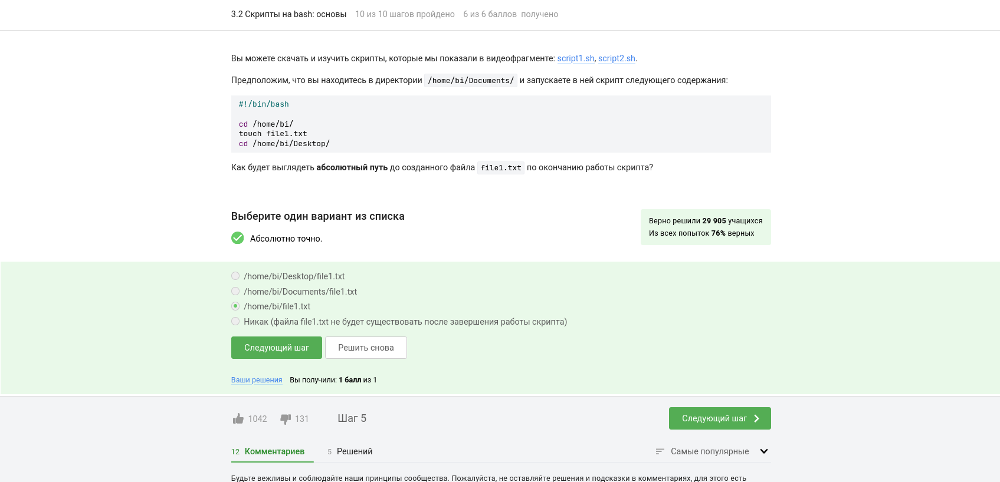 3.2 Скрипты на bash: основы 10 из 10 шагов пройдено 6 из 6 баллов получено
Вы можете скачать и изучить скрипты, которые мы показали в видеофрагменте: script1.sh, script2.sh.
Предположим, что вы находитесь в директории /home/bi/Documents/ и запускаете в ней скрипт следующего содержания:
#!/bin/bash
cd /home/bi/
touch file1.txt
cd /home/bi/Desktop/
Как будет выглядеть абсолютный путь до созданного файла file1.txt по окончанию работы скрипта?
Выберите один вариант из списка
Абсолютно точно.
Верно решили 29 905 учащихся
Из всех попыток 76% верных
/home/bi/Desktop/file1.txt
/home/bi/Documents/file1.txt
/home/bi/file1.txt
Никак (файла file1.txt не будет существовать после завершения работы скрипта)
Следующий шаг Решить снова
Ваши решения Вы получили: 1 балл из 1
1042 131 Шаг 5 Следующий шаг
12 Комментариев 5 Решений Самые популярные
Будьте вежливы и соблюдайте наши принципы сообщества. Пожалуйста, не оставляйте решения и подсказки в комментариях, для этого есть